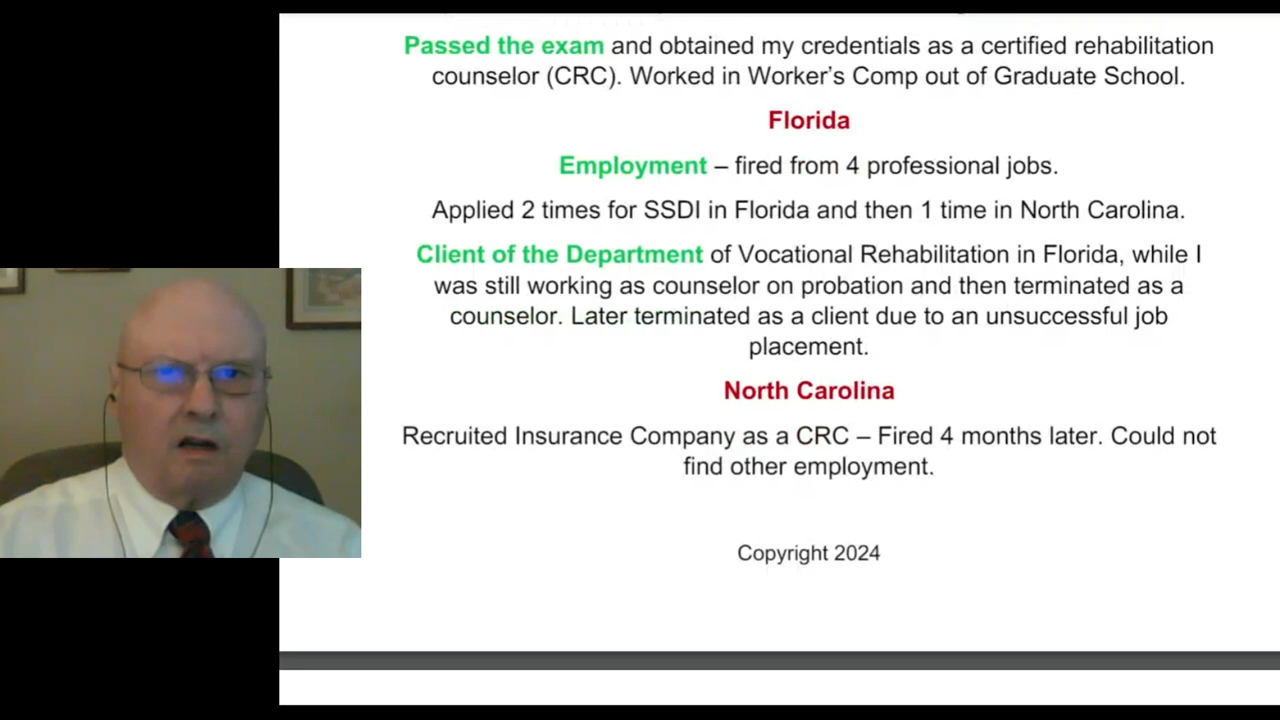 Passed the exam and obtained my credentials as a certified rehabilitation
counselor (CRC). Worked in Worker's Comp out of Graduate School.
Florida
Employment – fired from 4 professional jobs.
Applied 2 times for SSDI in Florida and then 1 time in North Carolina.
Client of the Department of Vocational Rehabilitation in Florida, while I
was still working as counselor on probation and then terminated as a
counselor. Later terminated as a client due to an unsuccessful job
placement.
North Carolina
Recruited Insurance Company as a CRC – Fired 4 months later. Could not
find other employment.
Copyright 2024